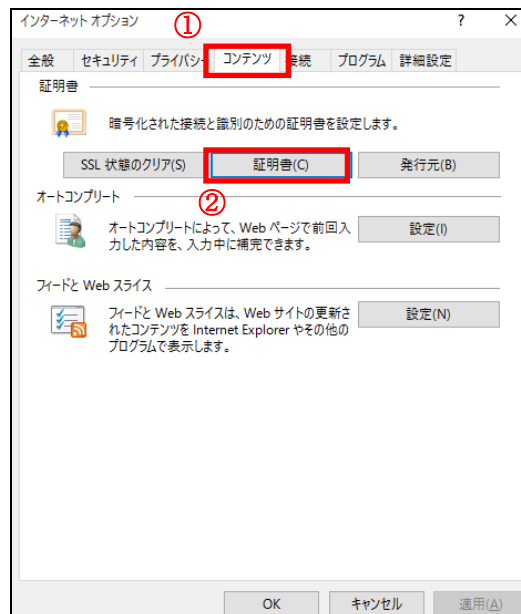 インターネット オプション ① ? ×
全般 セキュリティ プライバシー コンテンツ 接続 プログラム 詳細設定
証明書
暗号化された接続と識別のための証明書を設定します。
SSL 状態のクリア(S) 証明書(C) 発行元(B)
②
オートコンプリート
オートコンプリートによって、Web ページで前回入
力した内容を、入力中に補完できます。
設定(I)
フィードと Web スライス
フィードと Web スライスは、Web サイトの更新さ
れたコンテンツを Internet Explorer やその他の
プログラムで表示します。
設定(N)
OK キャンセル 適用(A)